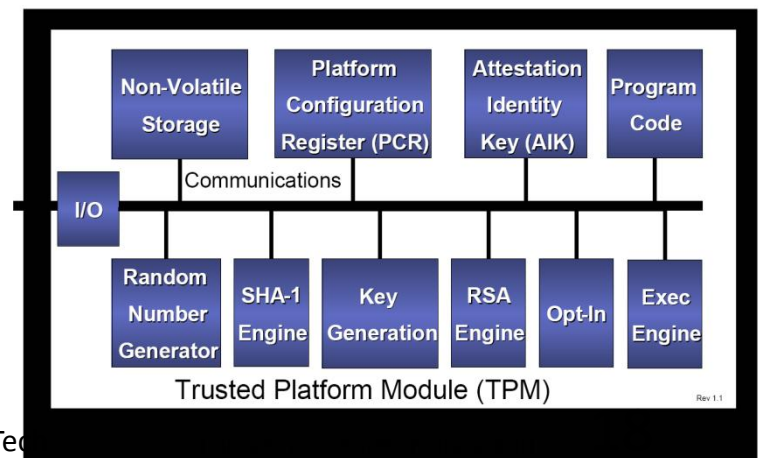 Non-Volatile
Storage
Platform
Configuration
Register (PCR)
Attestation
Identity
Key (AIK)
Program
Code
Communications
I/O
Random
Number
Generator
SHA-1
Engine
Key
Generation
RSA
Engine
Opt-In
Exec
Engine
Trusted Platform Module (TPM)
Rev 1.1